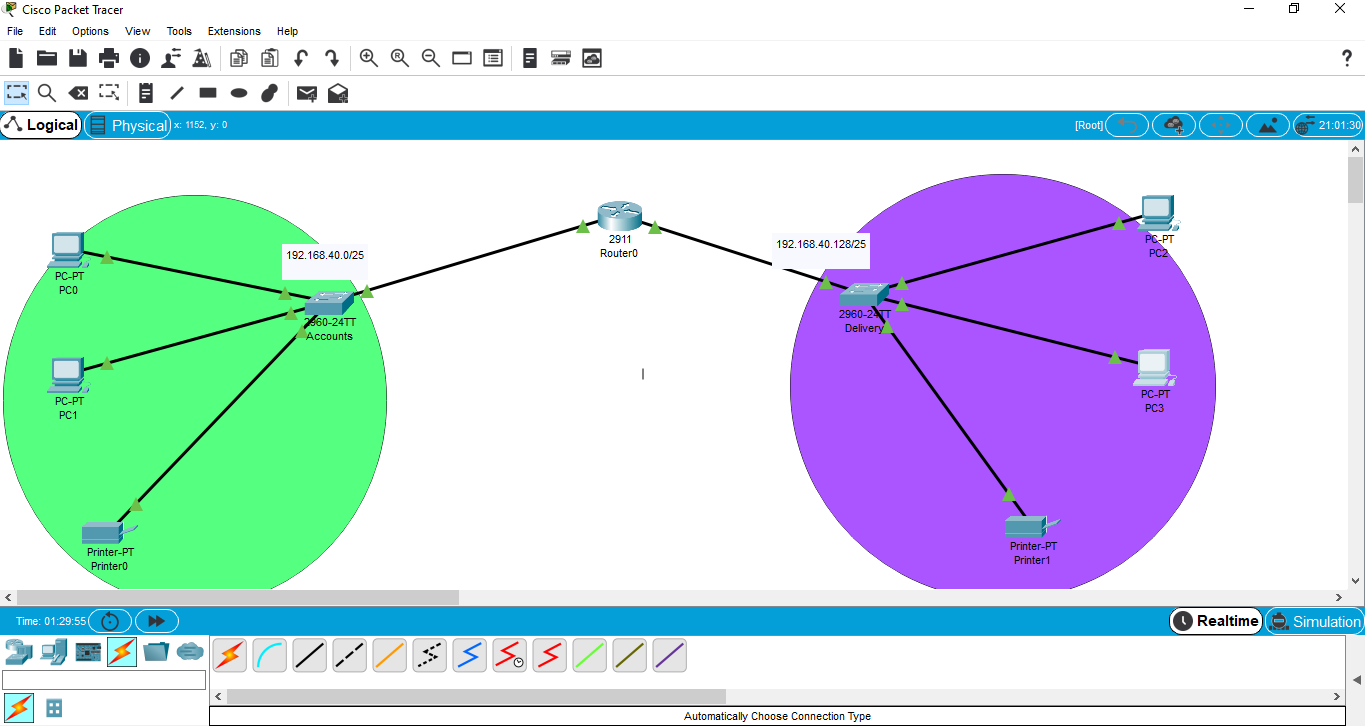 Cisco Packet Tracer
File Edit Options View Tools Extensions Help
Logical Physical x: 1152, y: 0 [Root] 21:01:30
192.168.40.0/25
192.168.40.128/25
2911
Router0
PC-PT
PC0
PC-PT
PC1
Printer-PT
Printer0
2960-24TT
Accounts
2960-24TT
Delivery
PC-PT
PC2
PC-PT
PC3
Printer-PT
Printer1
Time: 01:29:55 Realtime Simulation
Automatically Choose Connection Type